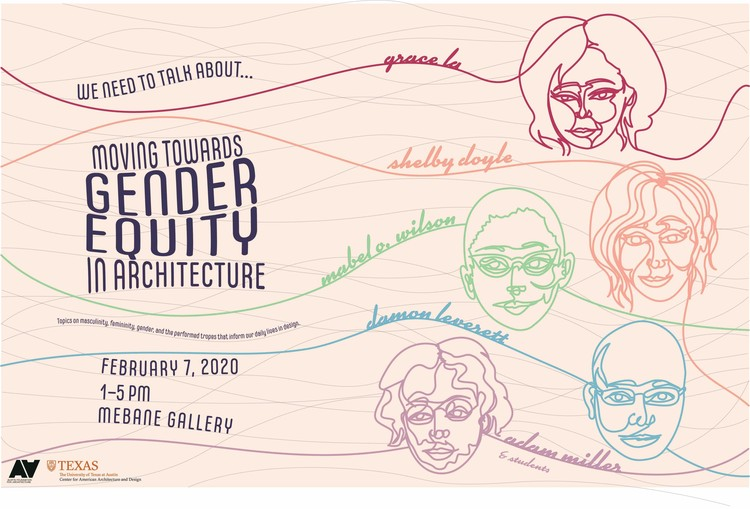 WE NEED TO TALK ABOUT...
MOVING TOWARDS
GENDER
EQUITY
IN ARCHITECTURE
Topics on masculinity, femininity, gender, and the performed tropes that inform our daily lives in design.
FEBRUARY 7, 2020
1-5 PM
MEBANE GALLERY
grace la
shelby doyle
mabel o. wilson
damon leverett
adam miller
& students
TEXAS
The University of Texas at Austin
Center for American Architecture and Design